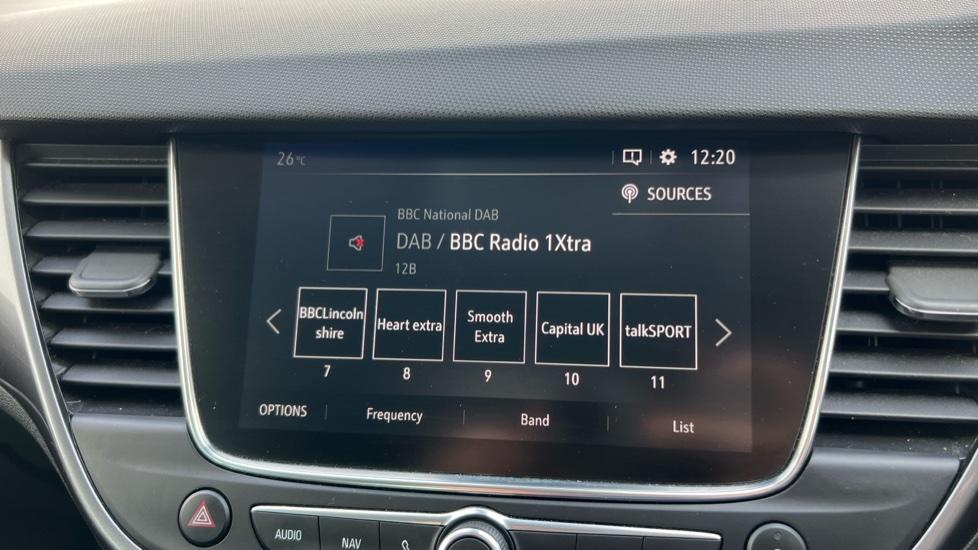 26°C
12:20
SOURCES
BBC National DAB
DAB / BBC Radio 1Xtra
12B
BBCLincoln
shire
Heart extra
Smooth
Extra
Capital UK
talkSPORT
7 8 9 10 11
OPTIONS Frequency Band List
AUDIO NAV